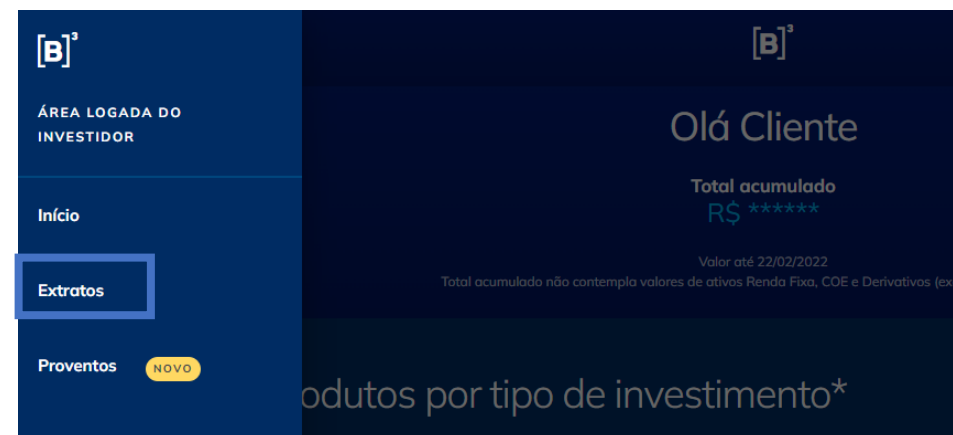 [B]³
ÁREA LOGADA DO
INVESTIDOR
Início
Extratos
Proventos NOVO
[B]³
Olá Cliente
Total acumulado
R$ ******
Valor até 22/02/2022
Total acumulado não contempla valores de ativos Renda Fixa, COE e Derivativos (ex
odutos por tipo de investimento*